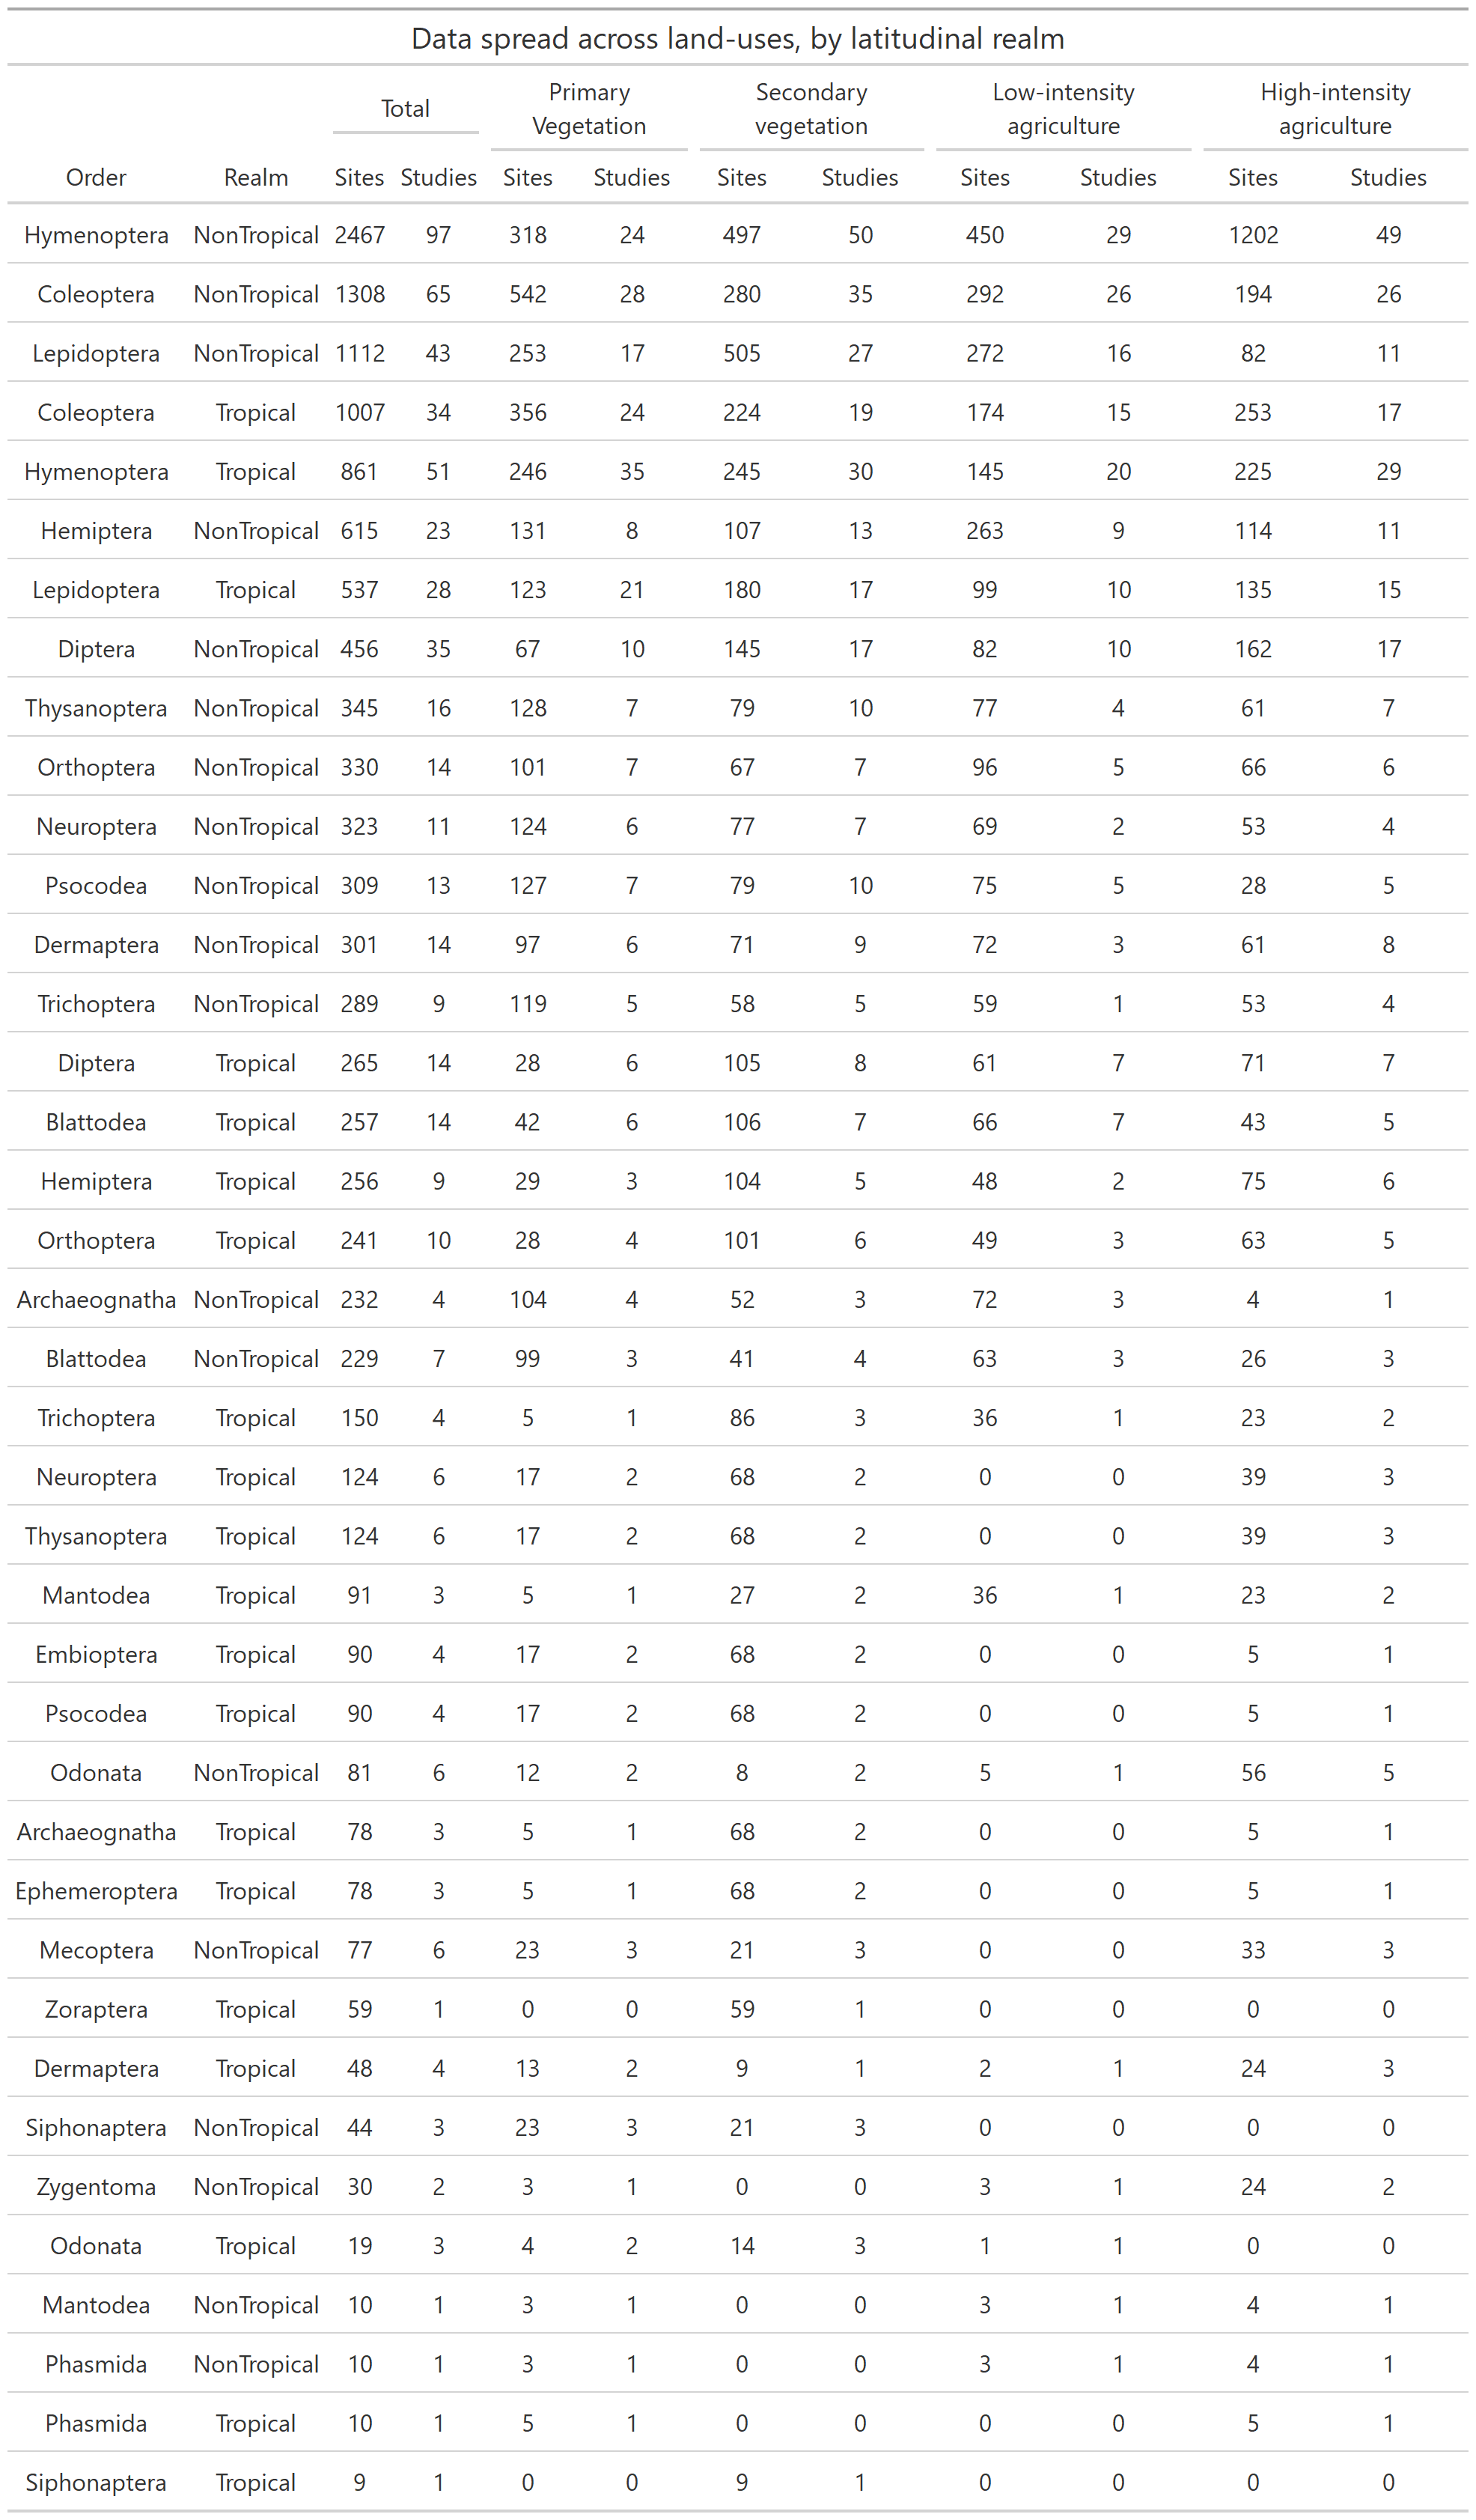 Data spread across land-uses, by latitudinal realm
Total Primary Vegetation Secondary vegetation Low-intensity agriculture High-intensity agriculture
Order Realm Sites Studies Sites Studies Sites Studies Sites Studies Sites Studies
Hymenoptera NonTropical 2467 97 318 24 497 50 450 29 1202 49
Coleoptera NonTropical 1308 65 542 28 280 35 292 26 194 26
Lepidoptera NonTropical 1112 43 253 17 505 27 272 16 82 11
Coleoptera Tropical 1007 34 356 24 224 19 174 15 253 17
Hymenoptera Tropical 861 51 246 35 245 30 145 20 225 29
Hemiptera NonTropical 615 23 131 8 107 13 263 9 114 11
Lepidoptera Tropical 537 28 123 21 180 17 99 10 135 15
Diptera NonTropical 456 35 67 10 145 17 82 10 162 17
Thysanoptera NonTropical 345 16 128 7 79 10 77 4 61 7
Orthoptera NonTropical 330 14 101 7 67 7 96 5 66 6
Neuroptera NonTropical 323 11 124 6 77 7 69 2 53 4
Psocodea NonTropical 309 13 127 7 79 10 75 5 28 5
Dermaptera NonTropical 301 14 97 6 71 9 72 3 61 8
Trichoptera NonTropical 289 9 119 5 58 5 59 1 53 4
Diptera Tropical 265 14 28 6 105 8 61 7 71 7
Blattodea Tropical 257 14 42 6 106 7 66 7 43 5
Hemiptera Tropical 256 9 29 3 104 5 48 2 75 6
Orthoptera Tropical 241 10 28 4 101 6 49 3 63 5
Archaeognatha NonTropical 232 4 104 4 52 3 72 3 4 1
Blattodea NonTropical 229 7 99 3 41 4 63 3 26 3
Trichoptera Tropical 150 4 5 1 86 3 36 1 23 2
Neuroptera Tropical 124 6 17 2 68 2 0 0 39 3
Thysanoptera Tropical 124 6 17 2 68 2 0 0 39 3
Mantodea Tropical 91 3 5 1 27 2 36 1 23 2
Embioptera Tropical 90 4 17 2 68 2 0 0 5 1
Psocodea Tropical 90 4 17 2 68 2 0 0 5 1
Odonata NonTropical 81 6 12 2 8 2 5 1 56 5
Archaeognatha Tropical 78 3 5 1 68 2 0 0 5 1
Ephemeroptera Tropical 78 3 5 1 68 2 0 0 5 1
Mecoptera NonTropical 77 6 23 3 21 3 0 0 33 3
Zoraptera Tropical 59 1 0 0 59 1 0 0 0 0
Dermaptera Tropical 48 4 13 2 9 1 2 1 24 3
Siphonaptera NonTropical 44 3 23 3 21 3 0 0 0 0
Zygentoma NonTropical 30 2 3 1 0 0 3 1 24 2
Odonata Tropical 19 3 4 2 14 3 1 1 0 0
Mantodea NonTropical 10 1 3 1 0 0 3 1 4 1
Phasmida NonTropical 10 1 3 1 0 0 3 1 4 1
Phasmida Tropical 10 1 5 1 0 0 0 0 5 1
Siphonaptera Tropical 9 1 0 0 9 1 0 0 0 0